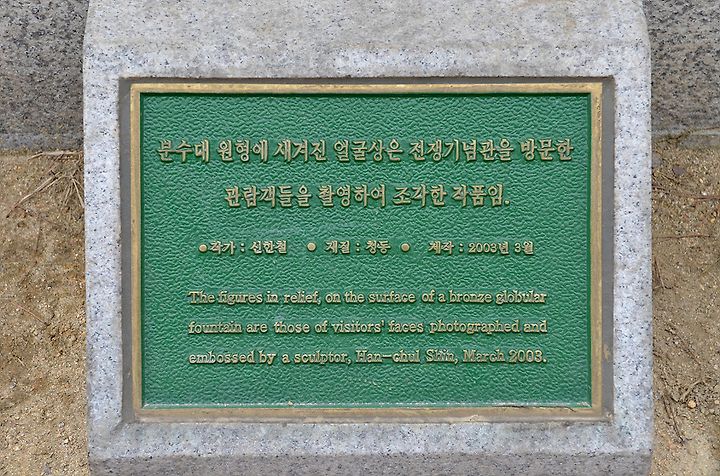 분수대 원형에 새겨진 얼굴상은 전쟁기념관을 방문한
관람객들을 촬영하여 조각한 작품임.
●작가 : 신한철 ● 재질 : 청동 ● 제작 : 2003년 3월
The figures in relief, on the surface of a bronze globular
fountain are those of visitors' faces photographed and
embossed by a sculptor, Han-chul Shin, March 2003.